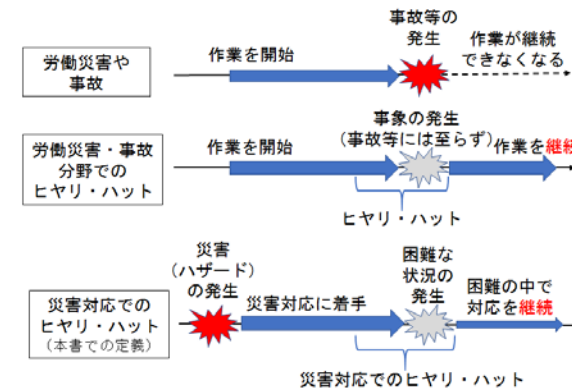 労働災害や
事故
作業を開始
事故等の
発生
作業が継続
できなくなる
労働災害・事故
分野での
ヒヤリ・ハット
作業を開始
事象の発生
(事故等には至らず)
作業を継続
ヒヤリ・ハット
災害対応での
ヒヤリ・ハット
(本書での定義)
災害
(ハザード)
の発生
災害対応に着手
困難な
状況の
発生
困難の中で
対応を継続
災害対応でのヒヤリ・ハット